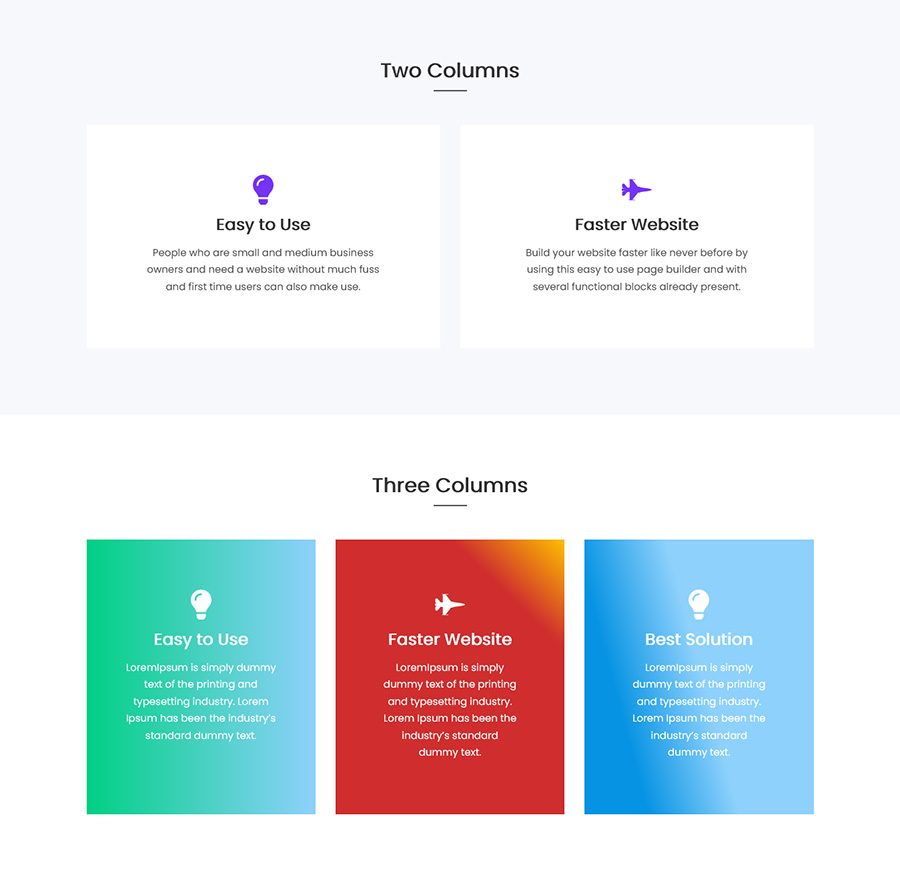 Two Columns
Easy to Use
People who are small and medium business
owners and need a website without much fuss
and first time users can also make use.
Faster Website
Build your website faster like never before by
using this easy to use page builder and with
several functional blocks already present.
Three Columns
Easy to Use
LoremIpsum is simply dummy
text of the printing and
typesetting industry. Lorem
Ipsum has been the industry’s
standard dummy text.
Faster Website
LoremIpsum is simply
dummy text of the printing
and typesetting industry.
Lorem Ipsum has been the
industry’s standard
dummy text.
Best Solution
LoremIpsum is simply
dummy text of the printing
and typesetting industry.
Lorem Ipsum has been the
industry’s standard
dummy text.